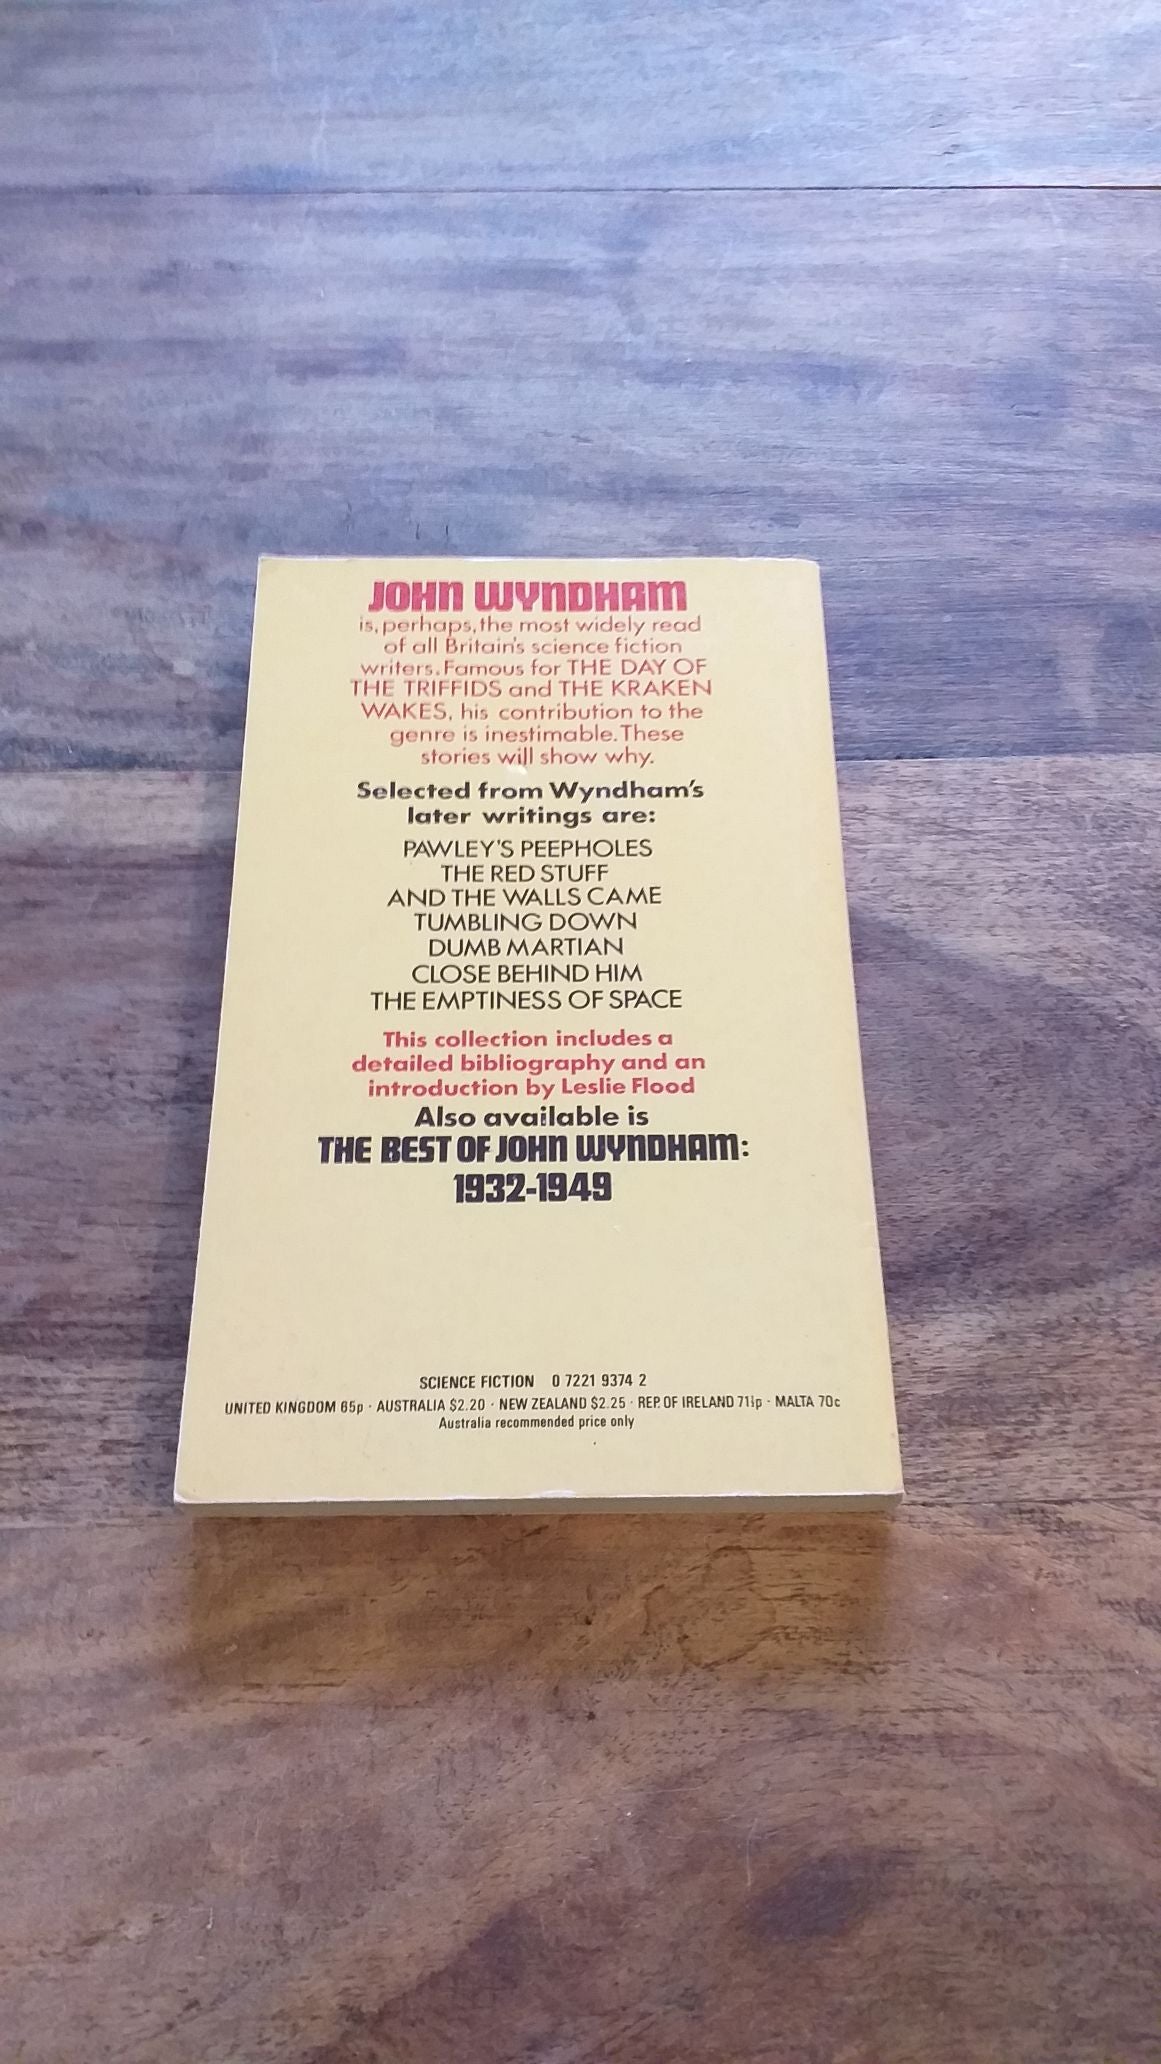 JOHN WYNDHAM
is, perhaps, the most widely read
of all Britain's science fiction
writers. Famous for THE DAY OF
THE TRIFFIDS and THE KRAKEN
WAKES, his contribution to the
genre is inestimable. These
stories will show why.
Selected from Wyndham's
later writings are:
PAWLEY'S PEEPHOLES
THE RED STUFF
AND THE WALLS CAME
TUMBLING DOWN
DUMB MARTIAN
CLOSE BEHIND HIM
THE EMPTINESS OF SPACE
This collection includes a
detailed bibliography and an
introduction by Leslie Flood
Also available is
THE BEST OF JOHN WYNDHAM:
1932-1949
SCIENCE FICTION 0 7221 9374 2
UNITED KINGDOM 65p · AUSTRALIA $2.20 · NEW ZEALAND $2.25 · REP. OF IRELAND 71½p · MALTA 70c
Australia recommended price only